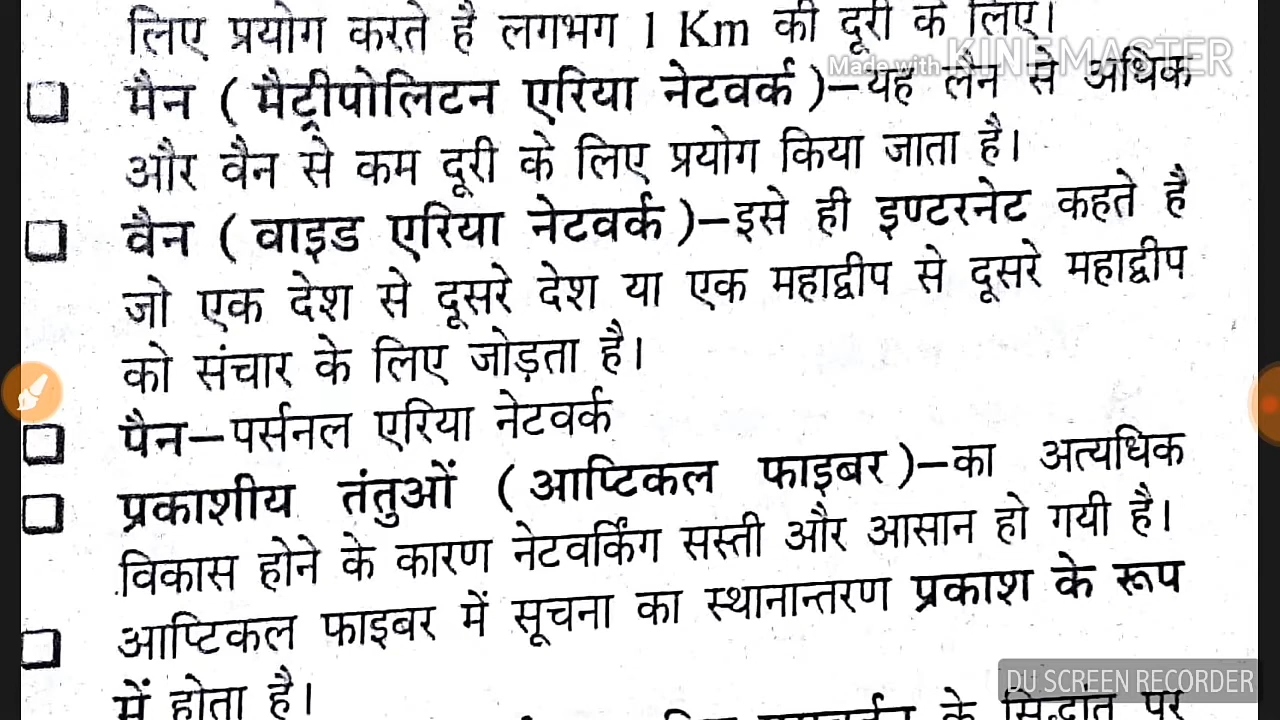 लिए प्रयोग करते है लगभग 1 Km की दूरी के लिए।
Made with KINEMASTER
मैन ( मैट्रीपोलिटन एरिया नेटवर्क )–यह लैन से अधिक
और वैन से कम दूरी के लिए प्रयोग किया जाता है।
वैन ( वाइड एरिया नेटवर्क )–इसे ही इण्टरनेट कहते है
जो एक देश से दूसरे देश या एक महाद्वीप से दूसरे महाद्वीप
को संचार के लिए जोड़ता है।
पैन–पर्सनल एरिया नेटवर्क
प्रकाशीय तंतुओं ( आप्टिकल फाइबर )–का अत्यधिक
विकास होने के कारण नेटवर्किंग सस्ती और आसान हो गयी है।
आप्टिकल फाइबर में सूचना का स्थानान्तरण प्रकाश के रूप
में होता है।
के सिद्धांत पर
DU SCREEN RECORDER